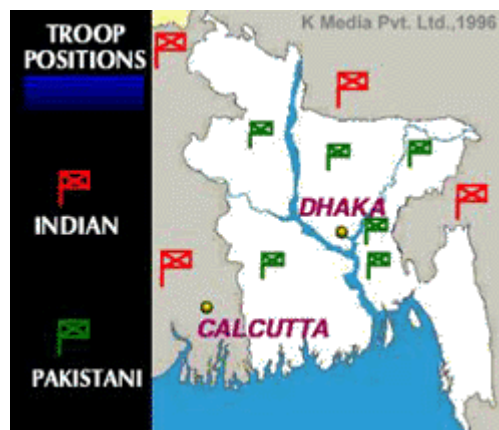 TROOP
POSITIONS
K Media Pvt. Ltd.,1996
INDIAN
DHAKA
CALCUTTA
PAKISTANI